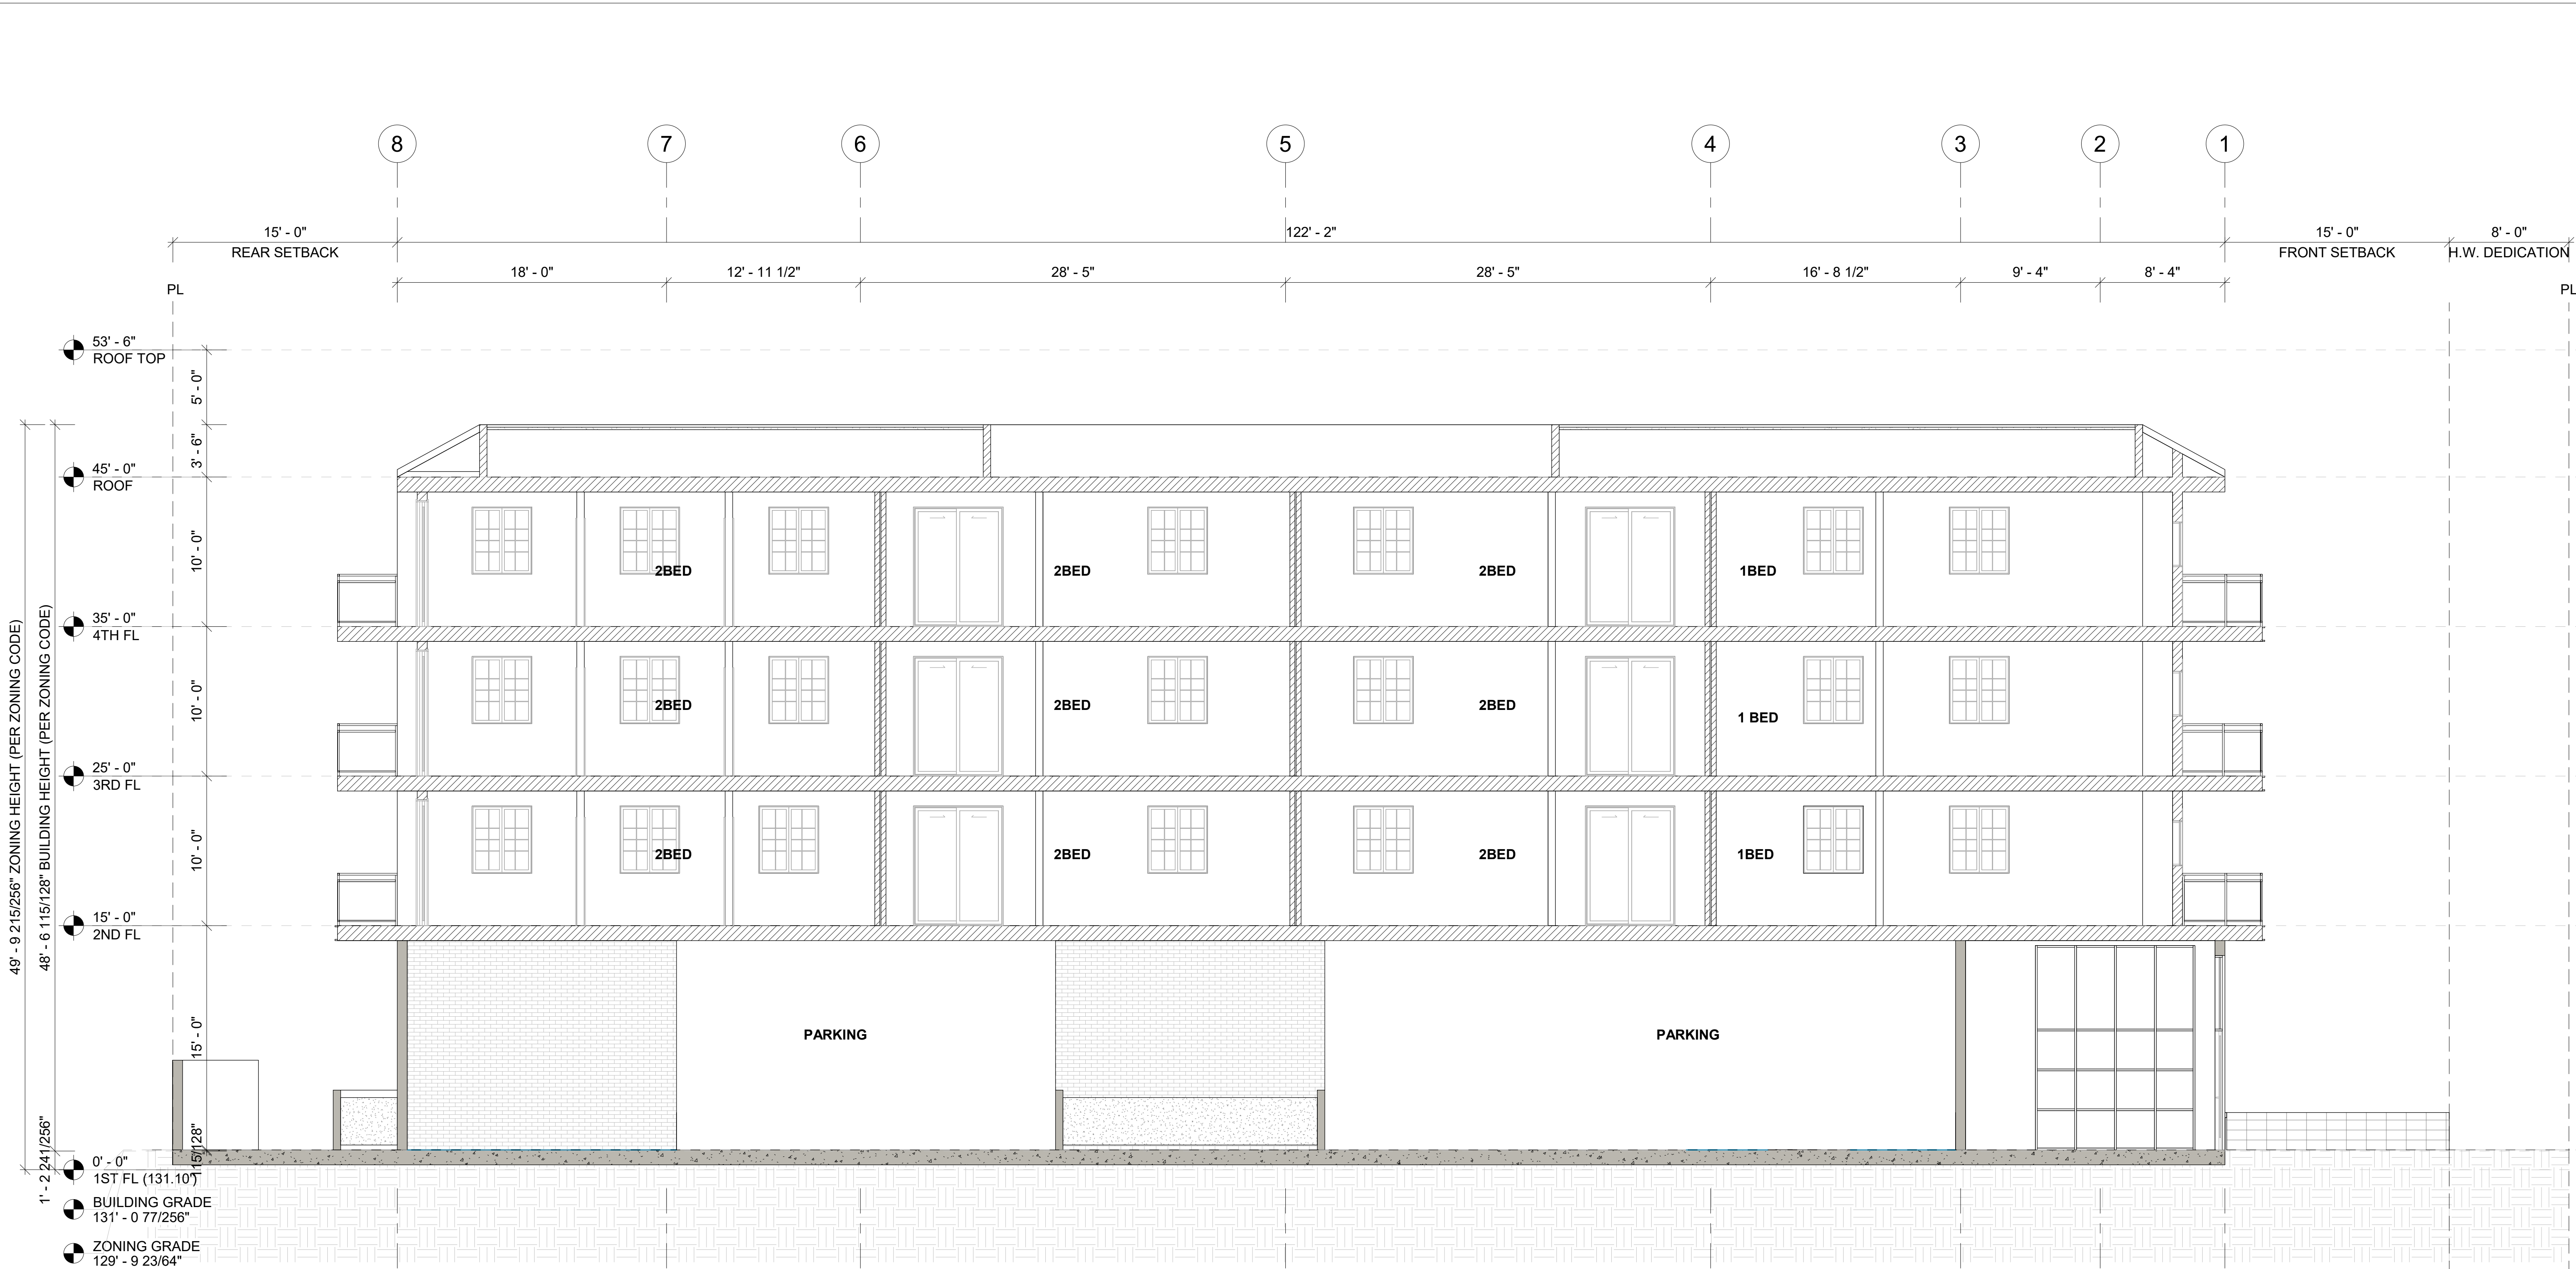 8
7
6
5
4
3
2
1
15' - 0"
122' - 2"
15' - 0"
8' - 0"
REAR SETBACK
FRONT SETBACK
H.W. DEDICATION
18' - 0"
12' - 11 1/2"
28' - 5"
28' - 5"
16' - 8 1/2"
9' - 4"
8' - 4"
PL
PL
53' - 6"
ROOF TOP
5' - 0"
3' - 6"
45' - 0"
ROOF
10' - 0"
2BED
2BED
2BED
1BED
35' - 0"
4TH FL
10' - 0"
2BED
2BED
2BED
1 BED
25' - 0"
3RD FL
10' - 0"
2BED
2BED
2BED
1BED
15' - 0"
2ND FL
49' - 9 215/256" ZONING HEIGHT (PER ZONING CODE)
48' - 6 115/128" BUILDING HEIGHT (PER ZONING CODE)
15' - 0"
PARKING
PARKING
1' - 2 241/256"
115/128"
0' - 0"
1ST FL (131.10')
BUILDING GRADE
131' - 0 77/256"
ZONING GRADE
129' - 9 23/64"